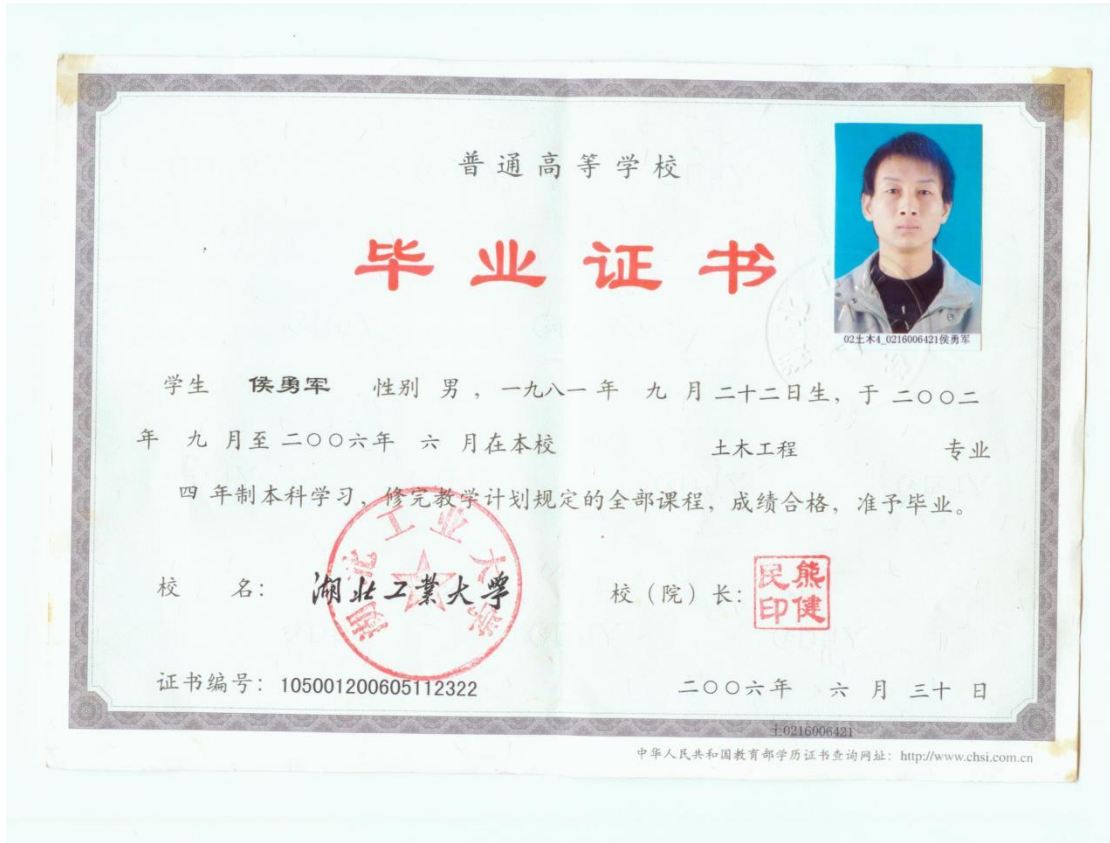 普通高等学校
毕业证书
02土木4_0216006421侯勇军
学生 侯勇军 性别 男 ，一九八一 年 九 月 二十二日生，于 二〇〇二
年 九 月至 二〇〇六年 六 月在本校 土木工程 专业
四 年制本科学习，修完教学计划规定的全部课程，成绩合格，准予毕业。
湖北工业大学
校 名： 湖北工業大學 校（院）长：
熊健民印
证书编号：105001200605112322 二〇〇六年 六 月 三十 日
土0216006421
中华人民共和国教育部学历证书查询网址：http://www.chsi.com.cn